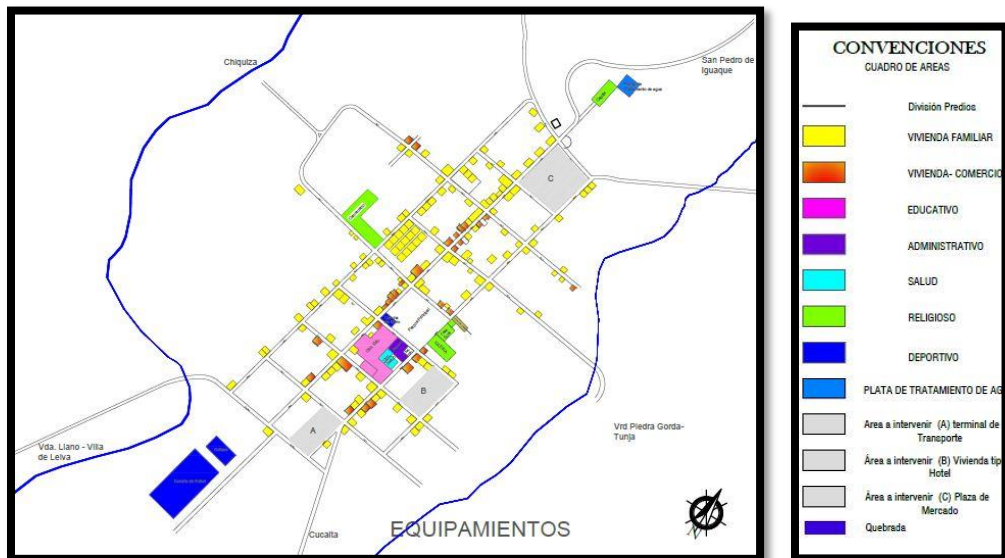 Chiquiza
San Pedro de
Iguaque
C
B
A
Vda. Llano - Villa
de Leiva
Vrd Piedra Gorda-
Tunja
Cucaita
EQUIPAMIENTOS
CONVENCIONES
CUADRO DE AREAS
División Predios
VIVIENDA FAMILIAR
VIVIENDA- COMERCIO
EDUCATIVO
ADMINISTRATIVO
SALUD
RELIGIOSO
DEPORTIVO
PLATA DE TRATAMIENTO DE AG
Area a intervenir (A) terminal de
Transporte
Área a intervenir (B) Vivienda tip
Hotel
Área a intervenir (C) Plaza de
Mercado
Quebrada